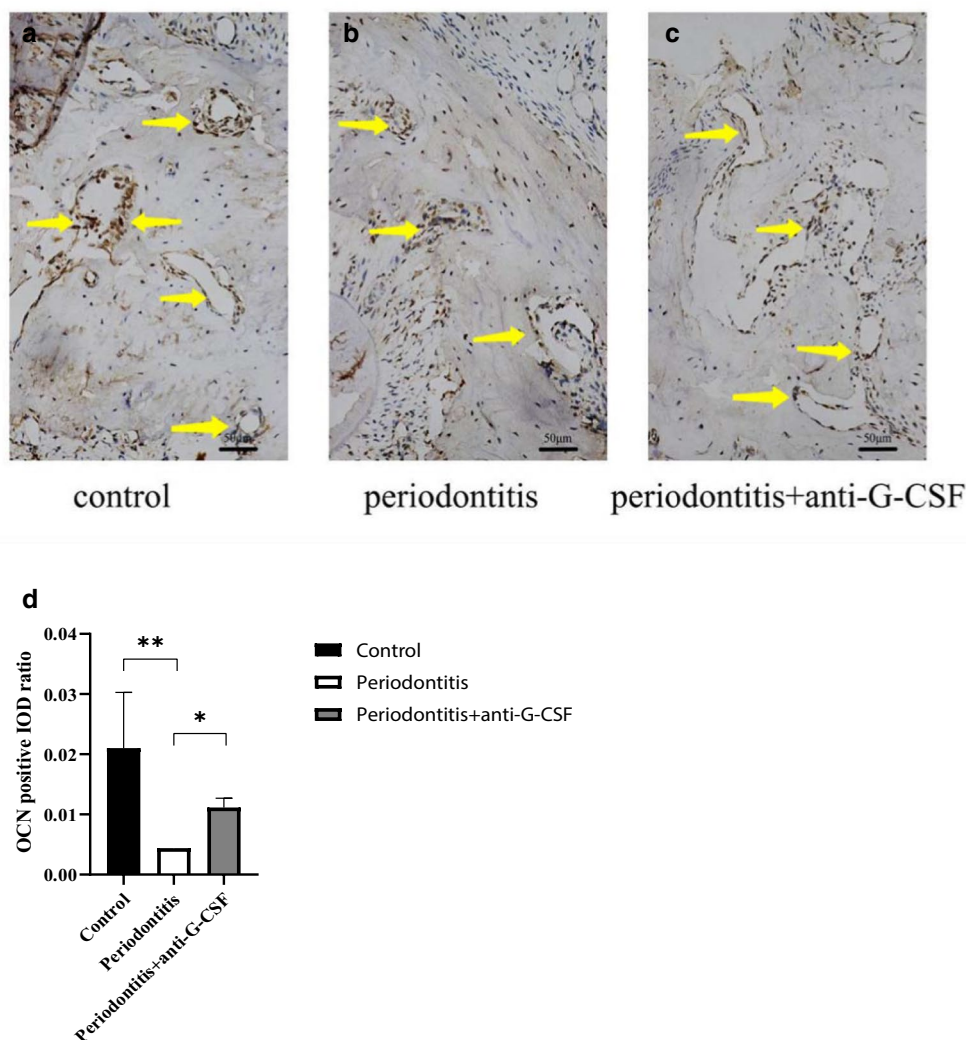 a
b
c
50μm
50μm
50μm
control
periodontitis
periodontitis+anti-G-CSF
d
OCN positive IOD ratio
0.04
0.03
0.02
0.01
0.00
**
*
Control
Periodontitis
Periodontitis+anti-G-CSF
Control
Periodontitis
Periodontitis+anti-G-CSF